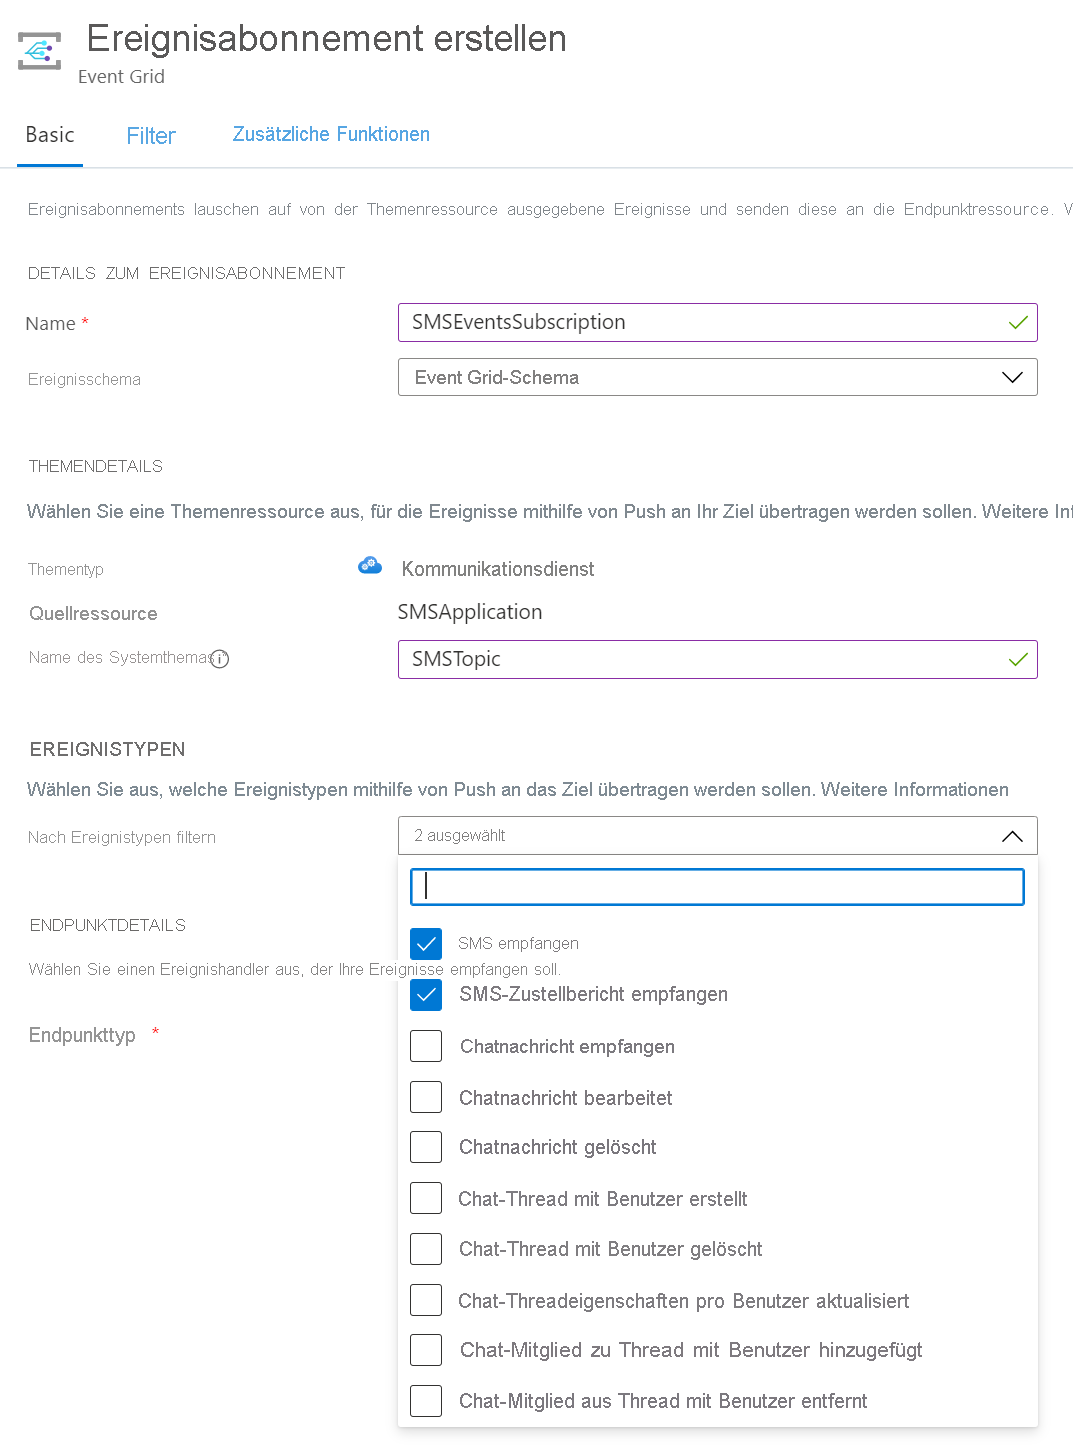 Ereignisabonnement erstellen
Event Grid
Basic Filter Zusätzliche Funktionen
Ereignisabonnements lauschen auf von der Themenressource ausgegebene Ereignisse und senden diese an die Endpunktressource.
DETAILS ZUM EREIGNISABONNEMENT
Name * SMSEventsSubscription
Ereignisschema Event Grid-Schema
THEMENDETAILS
Wählen Sie eine Themenressource aus, für die Ereignisse mithilfe von Push an Ihr Ziel übertragen werden sollen. Weitere Inf
Thementyp Kommunikationsdienst
Quellressource SMSApplication
Name des Systemthemas SMSTopic
EREIGNISTYPEN
Wählen Sie aus, welche Ereignistypen mithilfe von Push an das Ziel übertragen werden sollen. Weitere Informationen
Nach Ereignistypen filtern 2 ausgewählt
ENDPUNKTDETAILS
SMS empfangen
Wählen Sie einen Ereignishandler aus, der Ihre Ereignisse empfangen soll.
SMS-Zustellbericht empfangen
Endpunkttyp *
Chatnachricht empfangen
Chatnachricht bearbeitet
Chatnachricht gelöscht
Chat-Thread mit Benutzer erstellt
Chat-Thread mit Benutzer gelöscht
Chat-Threadeigenschaften pro Benutzer aktualisiert
Chat-Mitglied zu Thread mit Benutzer hinzugefügt
Chat-Mitglied aus Thread mit Benutzer entfernt